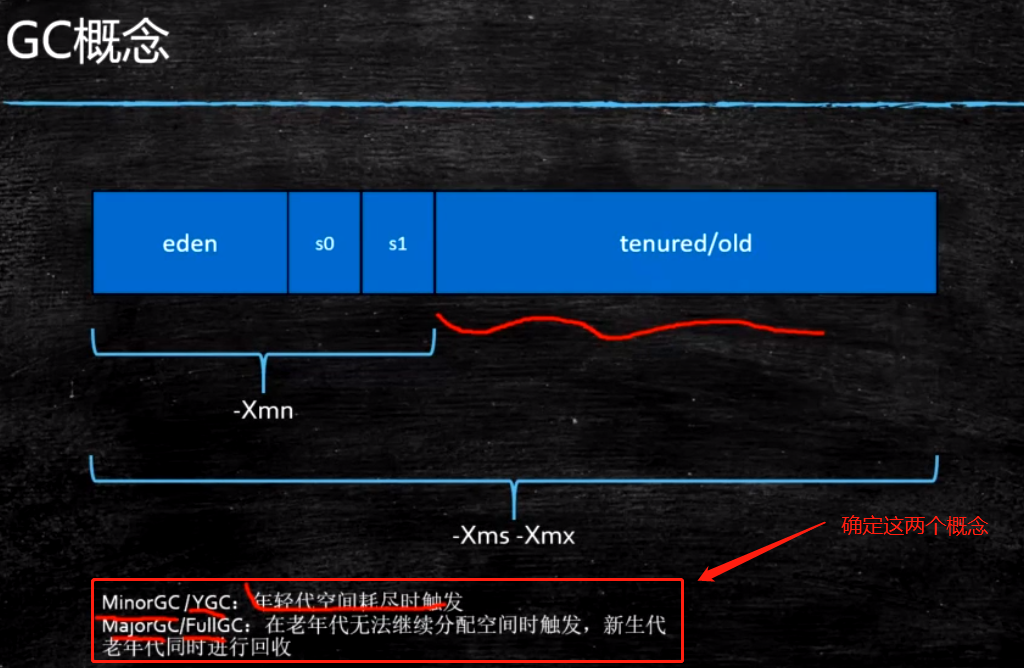 GC概念
eden s0 s1 tenured/old
-Xmn
-Xms -Xmx
确定这两个概念
MinorGC/YGC：年轻代空间耗尽时触发
MajorGC/FullGC：在老年代无法继续分配空间时触发，新生代
老年代同时进行回收